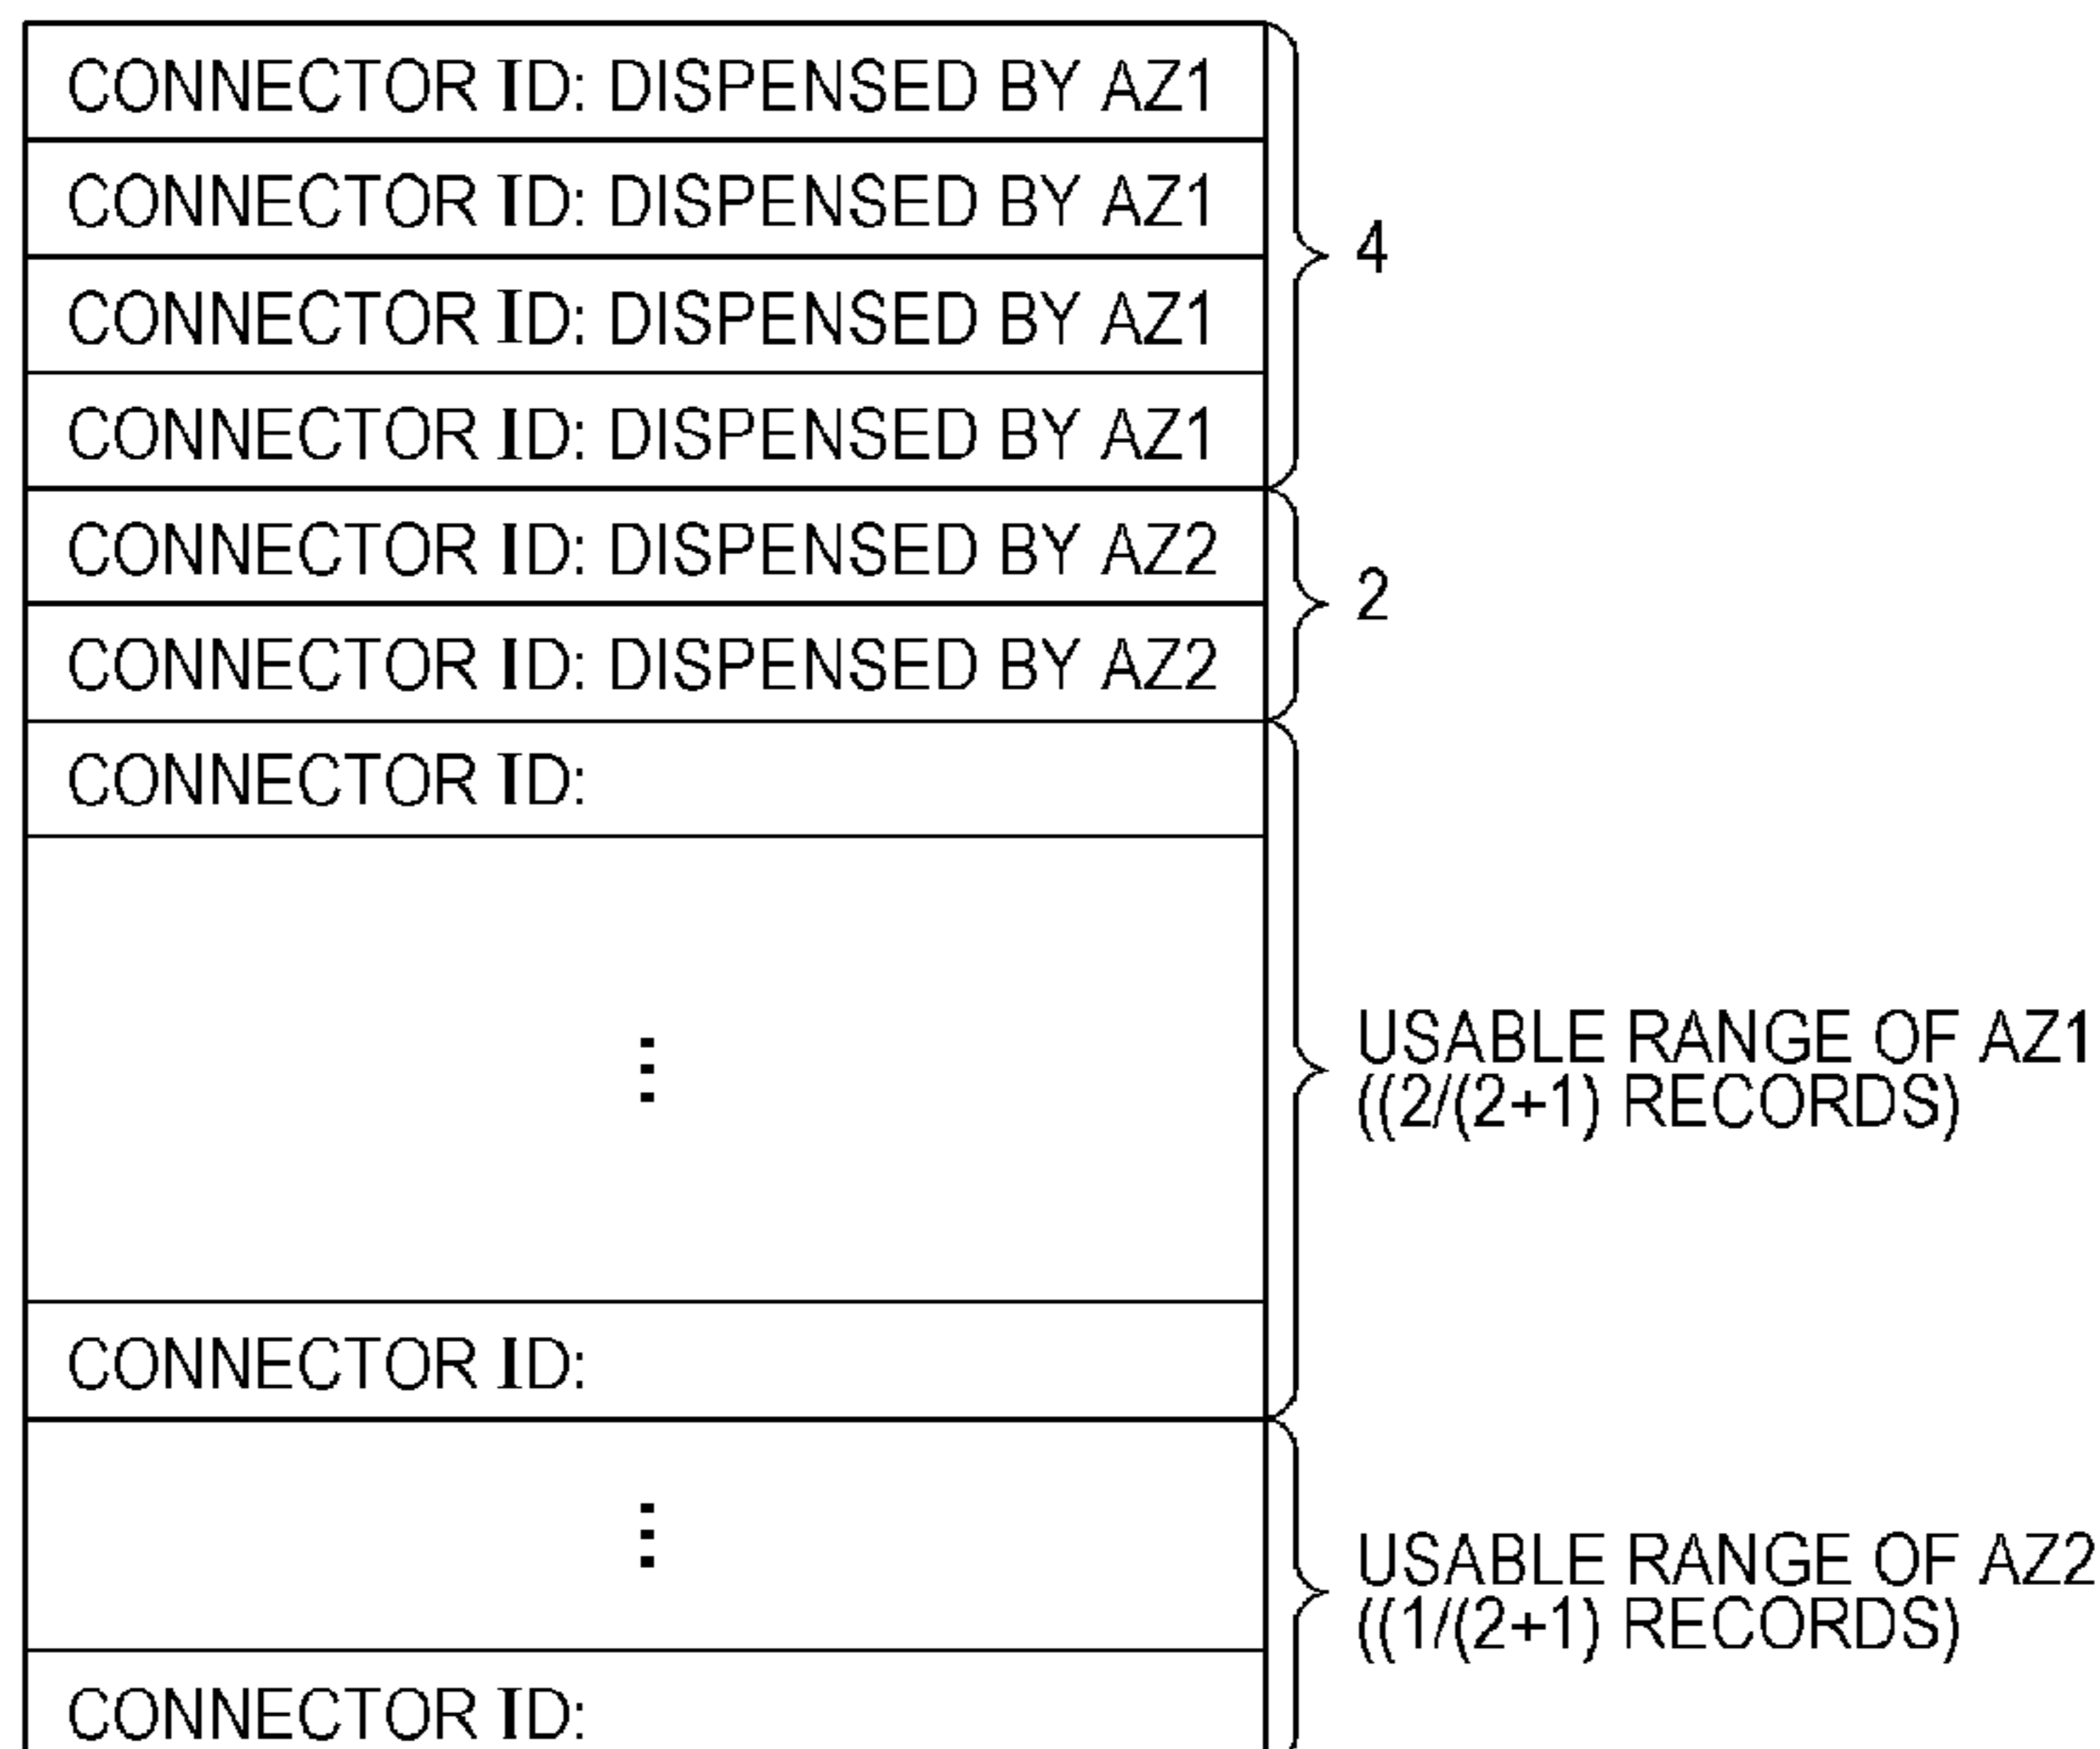 CONNECTOR ID: DISPENSED BY AZ1
CONNECTOR ID: DISPENSED BY AZ1
CONNECTOR ID: DISPENSED BY AZ1
CONNECTOR ID: DISPENSED BY AZ1
4
CONNECTOR ID: DISPENSED BY AZ2
CONNECTOR ID: DISPENSED BY AZ2
2
CONNECTOR ID:
⋮
CONNECTOR ID:
USABLE RANGE OF AZ1
((2/(2+1) RECORDS)
⋮
CONNECTOR ID:
USABLE RANGE OF AZ2
((1/(2+1) RECORDS)